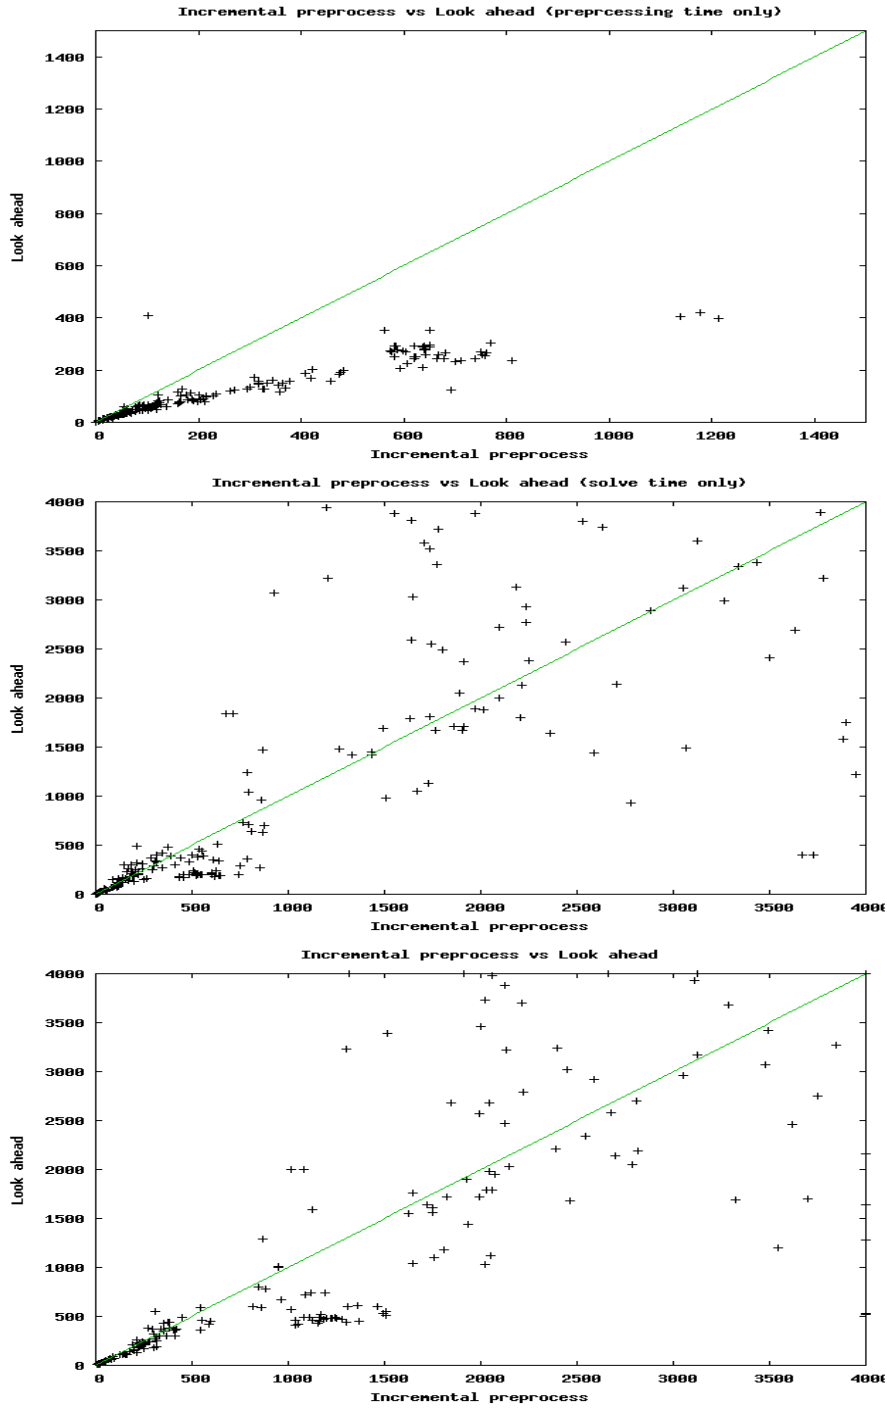 Incremental preprocess vs Look ahead (preprcessing time only)
1400
1200
1000
800
600
400
200
0
Look ahead
0 200 400 600 800 1000 1200 1400
Incremental preprocess
Incremental preprocess vs Look ahead (solve time only)
4000
3500
3000
2500
2000
1500
1000
500
0
Look ahead
0 500 1000 1500 2000 2500 3000 3500 4000
Incremental preprocess
Incremental preprocess vs Look ahead
4000
3500
3000
2500
2000
1500
1000
500
0
Look ahead
0 500 1000 1500 2000 2500 3000 3500 4000
Incremental preprocess